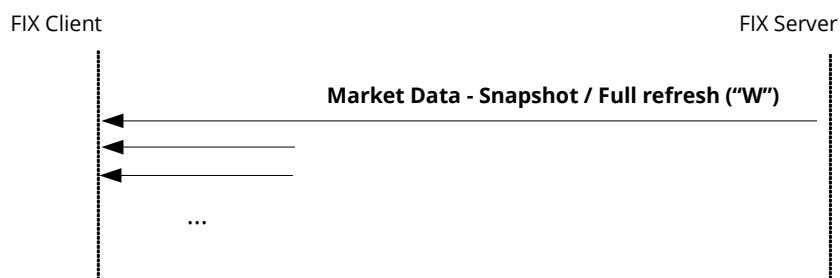 FIX Client
FIX Server
Market Data - Snapshot / Full refresh (“W”)
...